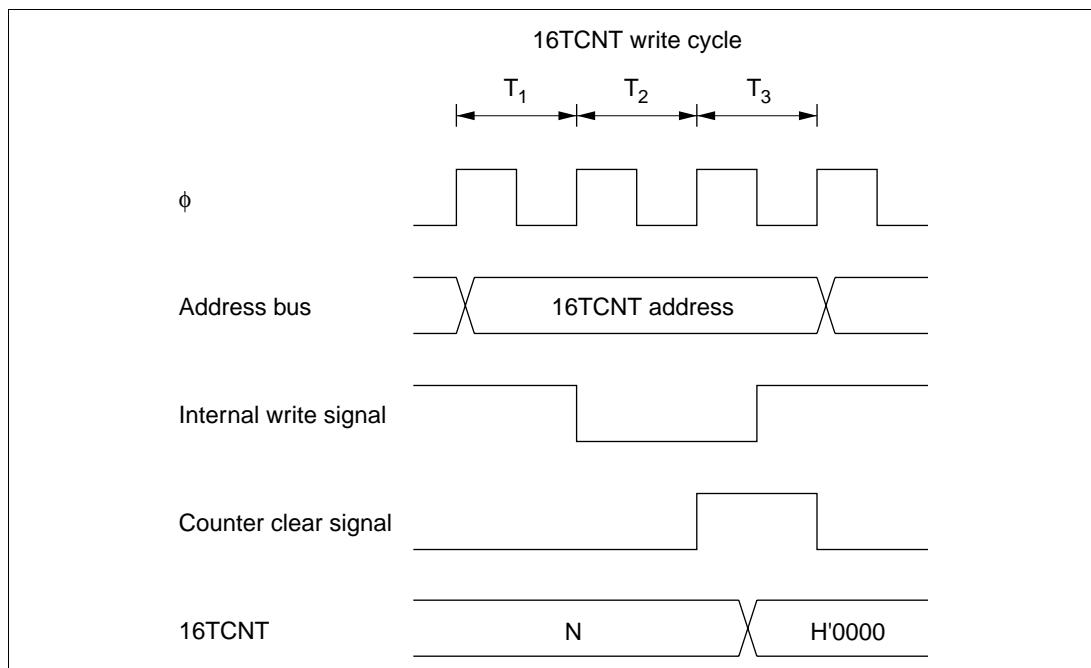 16TCNT write cycle
T1 T2 T3
φ
Address bus 16TCNT address
Internal write signal
Counter clear signal
16TCNT N H'0000